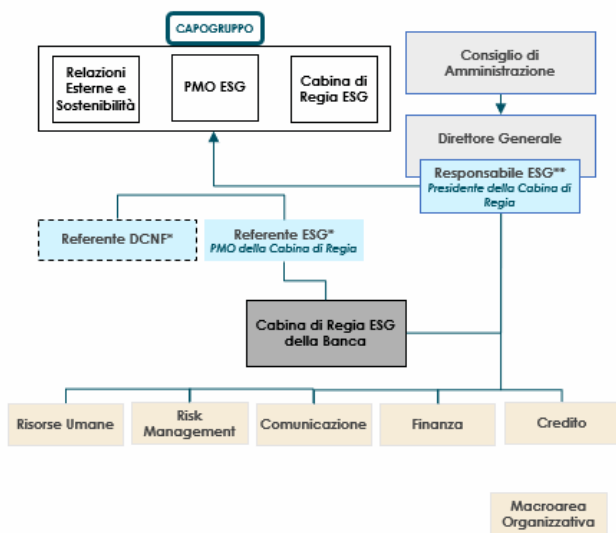 CAPOGRUPPO
Relazioni
Esterne e
Sostenibilità
PMO ESG
Cabina di
Regia ESG
Consiglio di
Amministrazione
Direttore Generale
Responsabile ESG**
Presidente della Cabina di
Regia
Referente DCNF*
Referente ESG*
PMO della Cabina di Regia
Cabina di Regia ESG
della Banca
Risorse Umane
Risk
Management
Comunicazione
Finanza
Credito
Macroarea
Organizzativa